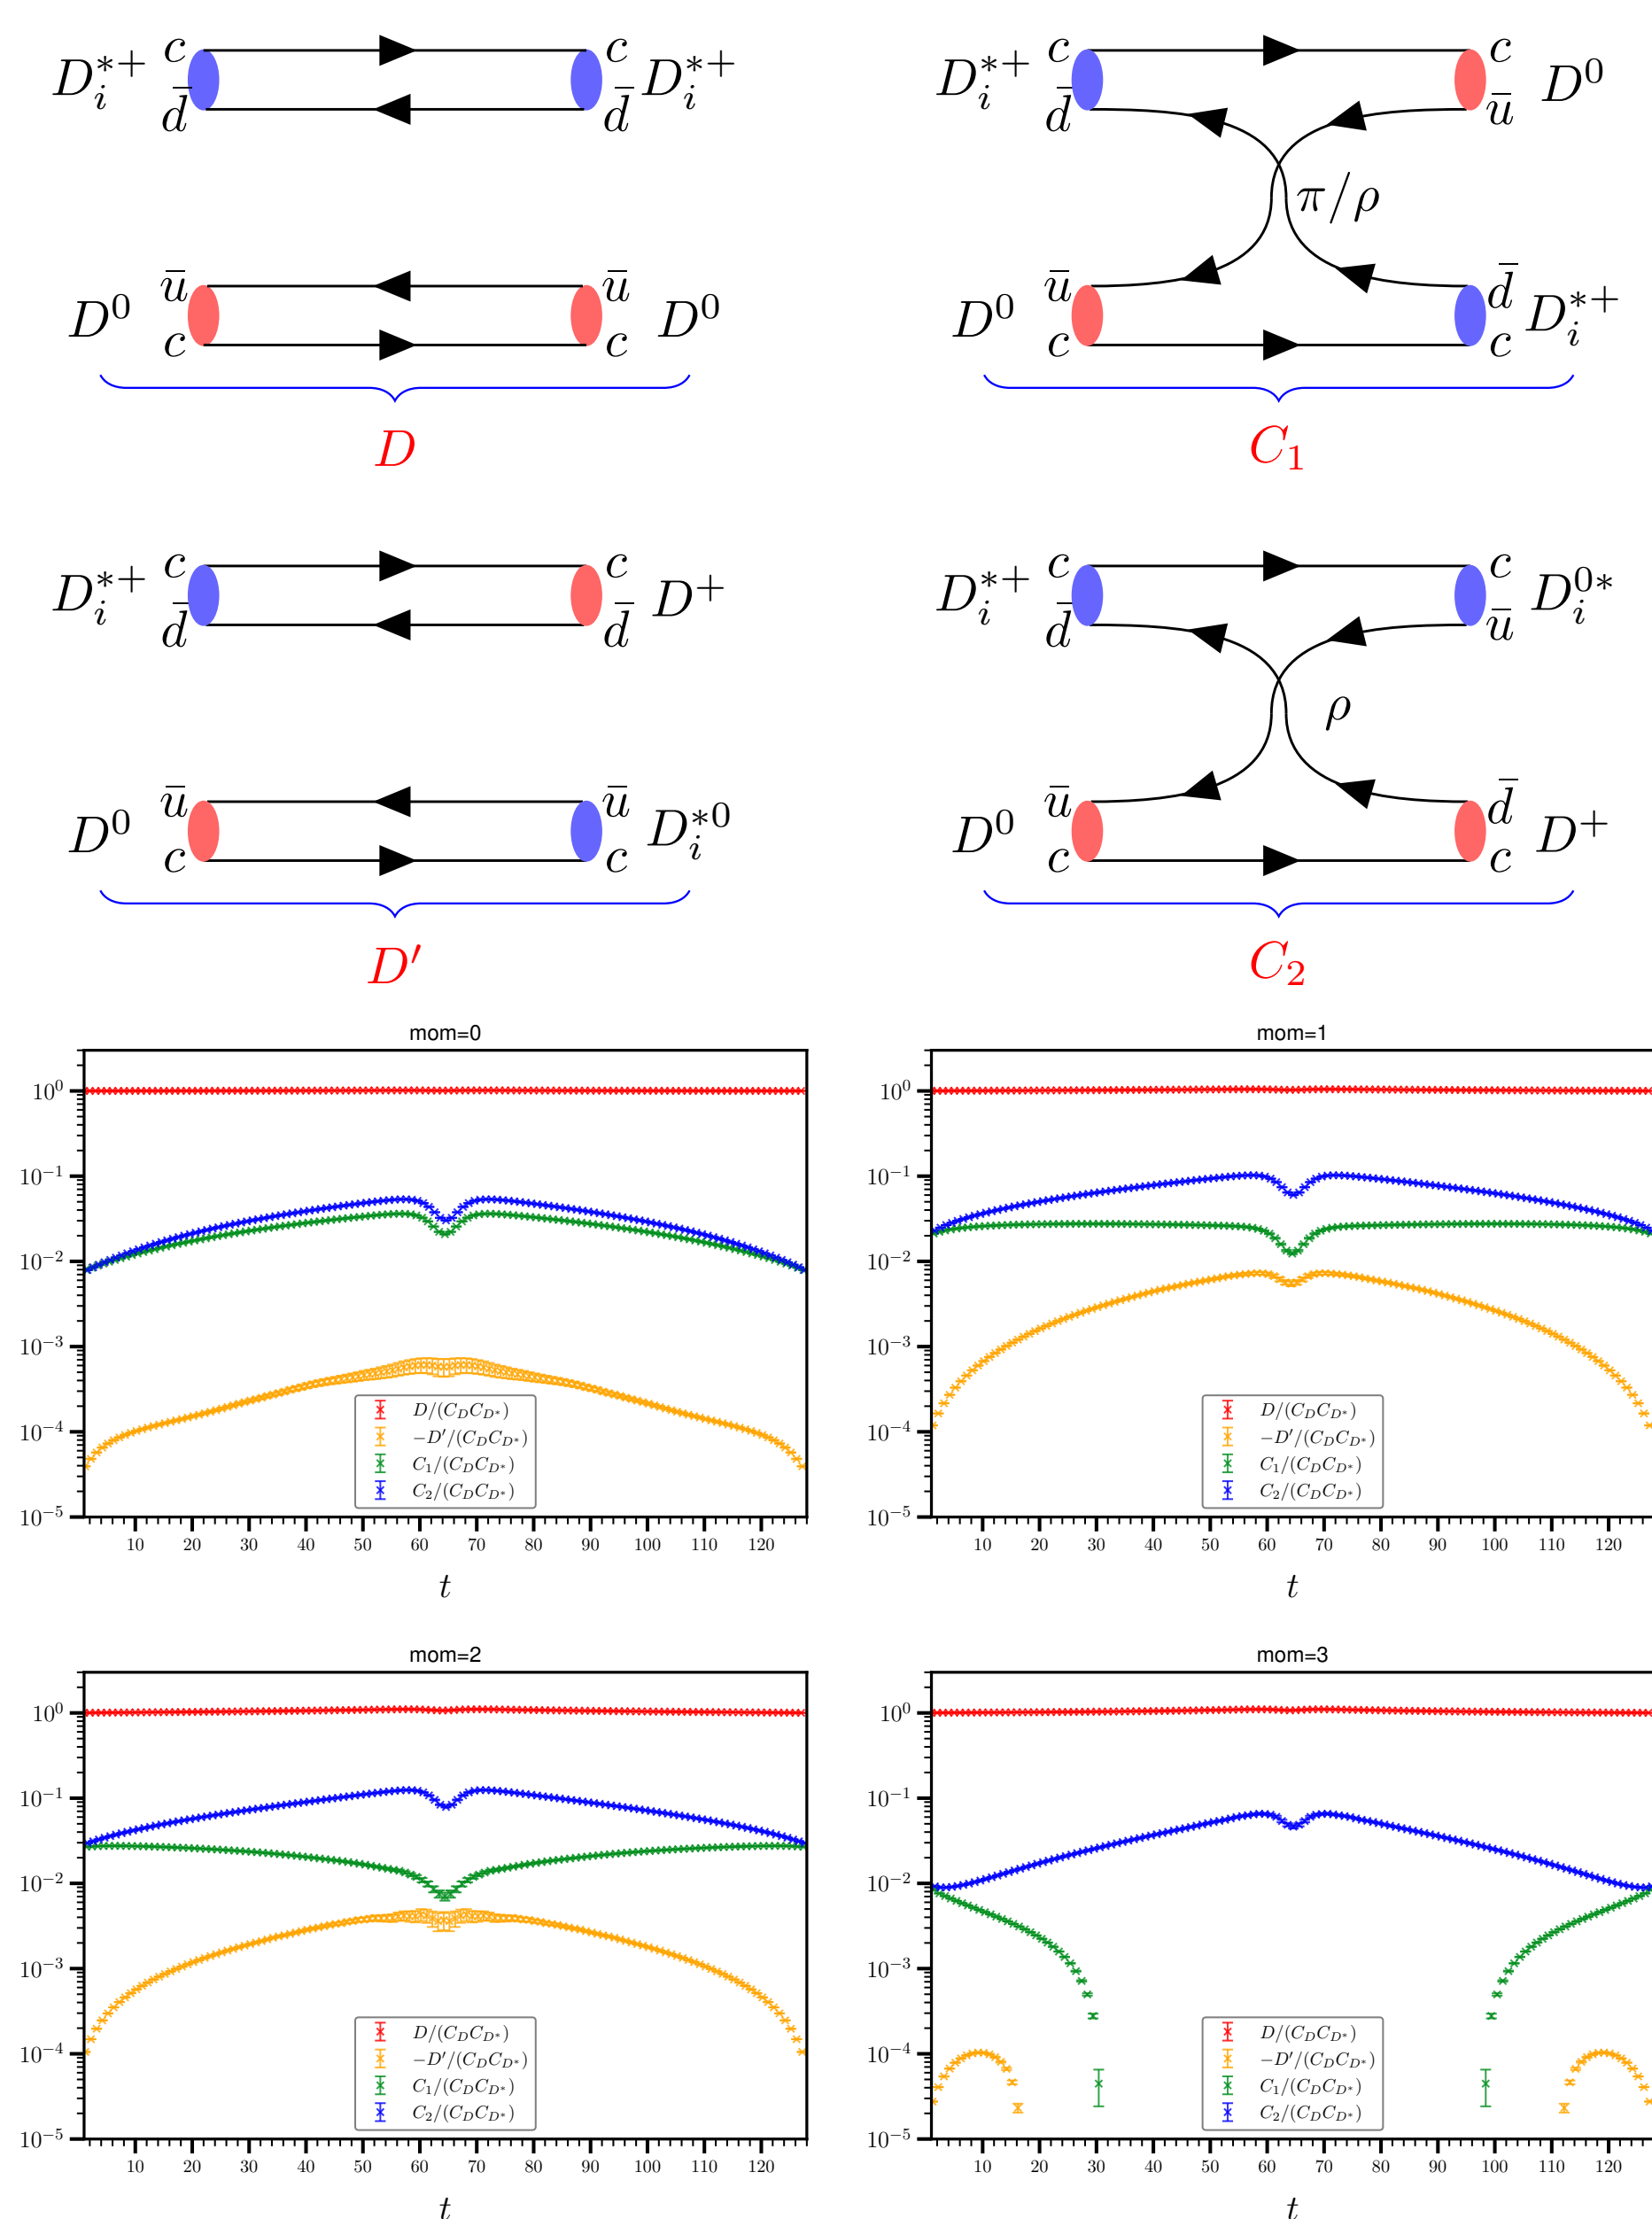 D_i^{*+} c c D_i^{*+}
d̄ d̄
D^0 ū ū D^0
c c
D
D_i^{*+} c c D^0
d̄ ū
π/ρ
D^0 ū d̄ D_i^{*+}
c c
C_1
D_i^{*+} c c D^+
d̄ d̄
D^0 ū ū D_i^{*0}
c c
D′
D_i^{*+} c c D_i^{0*}
d̄ ū
ρ
D^0 ū d̄ D^+
c c
C_2
mom=0
10^0
10^{-1}
10^{-2}
10^{-3}
10^{-4}
10^{-5}
D/(C_D C_{D*})
−D′/(C_D C_{D*})
C_1/(C_D C_{D*})
C_2/(C_D C_{D*})
10 20 30 40 50 60 70 80 90 100 110 120
t
mom=1
10^0
10^{-1}
10^{-2}
10^{-3}
10^{-4}
10^{-5}
D/(C_D C_{D*})
−D′/(C_D C_{D*})
C_1/(C_D C_{D*})
C_2/(C_D C_{D*})
10 20 30 40 50 60 70 80 90 100 110 120
t
mom=2
10^0
10^{-1}
10^{-2}
10^{-3}
10^{-4}
10^{-5}
D/(C_D C_{D*})
−D′/(C_D C_{D*})
C_1/(C_D C_{D*})
C_2/(C_D C_{D*})
10 20 30 40 50 60 70 80 90 100 110 120
t
mom=3
10^0
10^{-1}
10^{-2}
10^{-3}
10^{-4}
10^{-5}
D/(C_D C_{D*})
−D′/(C_D C_{D*})
C_1/(C_D C_{D*})
C_2/(C_D C_{D*})
10 20 30 40 50 60 70 80 90 100 110 120
t